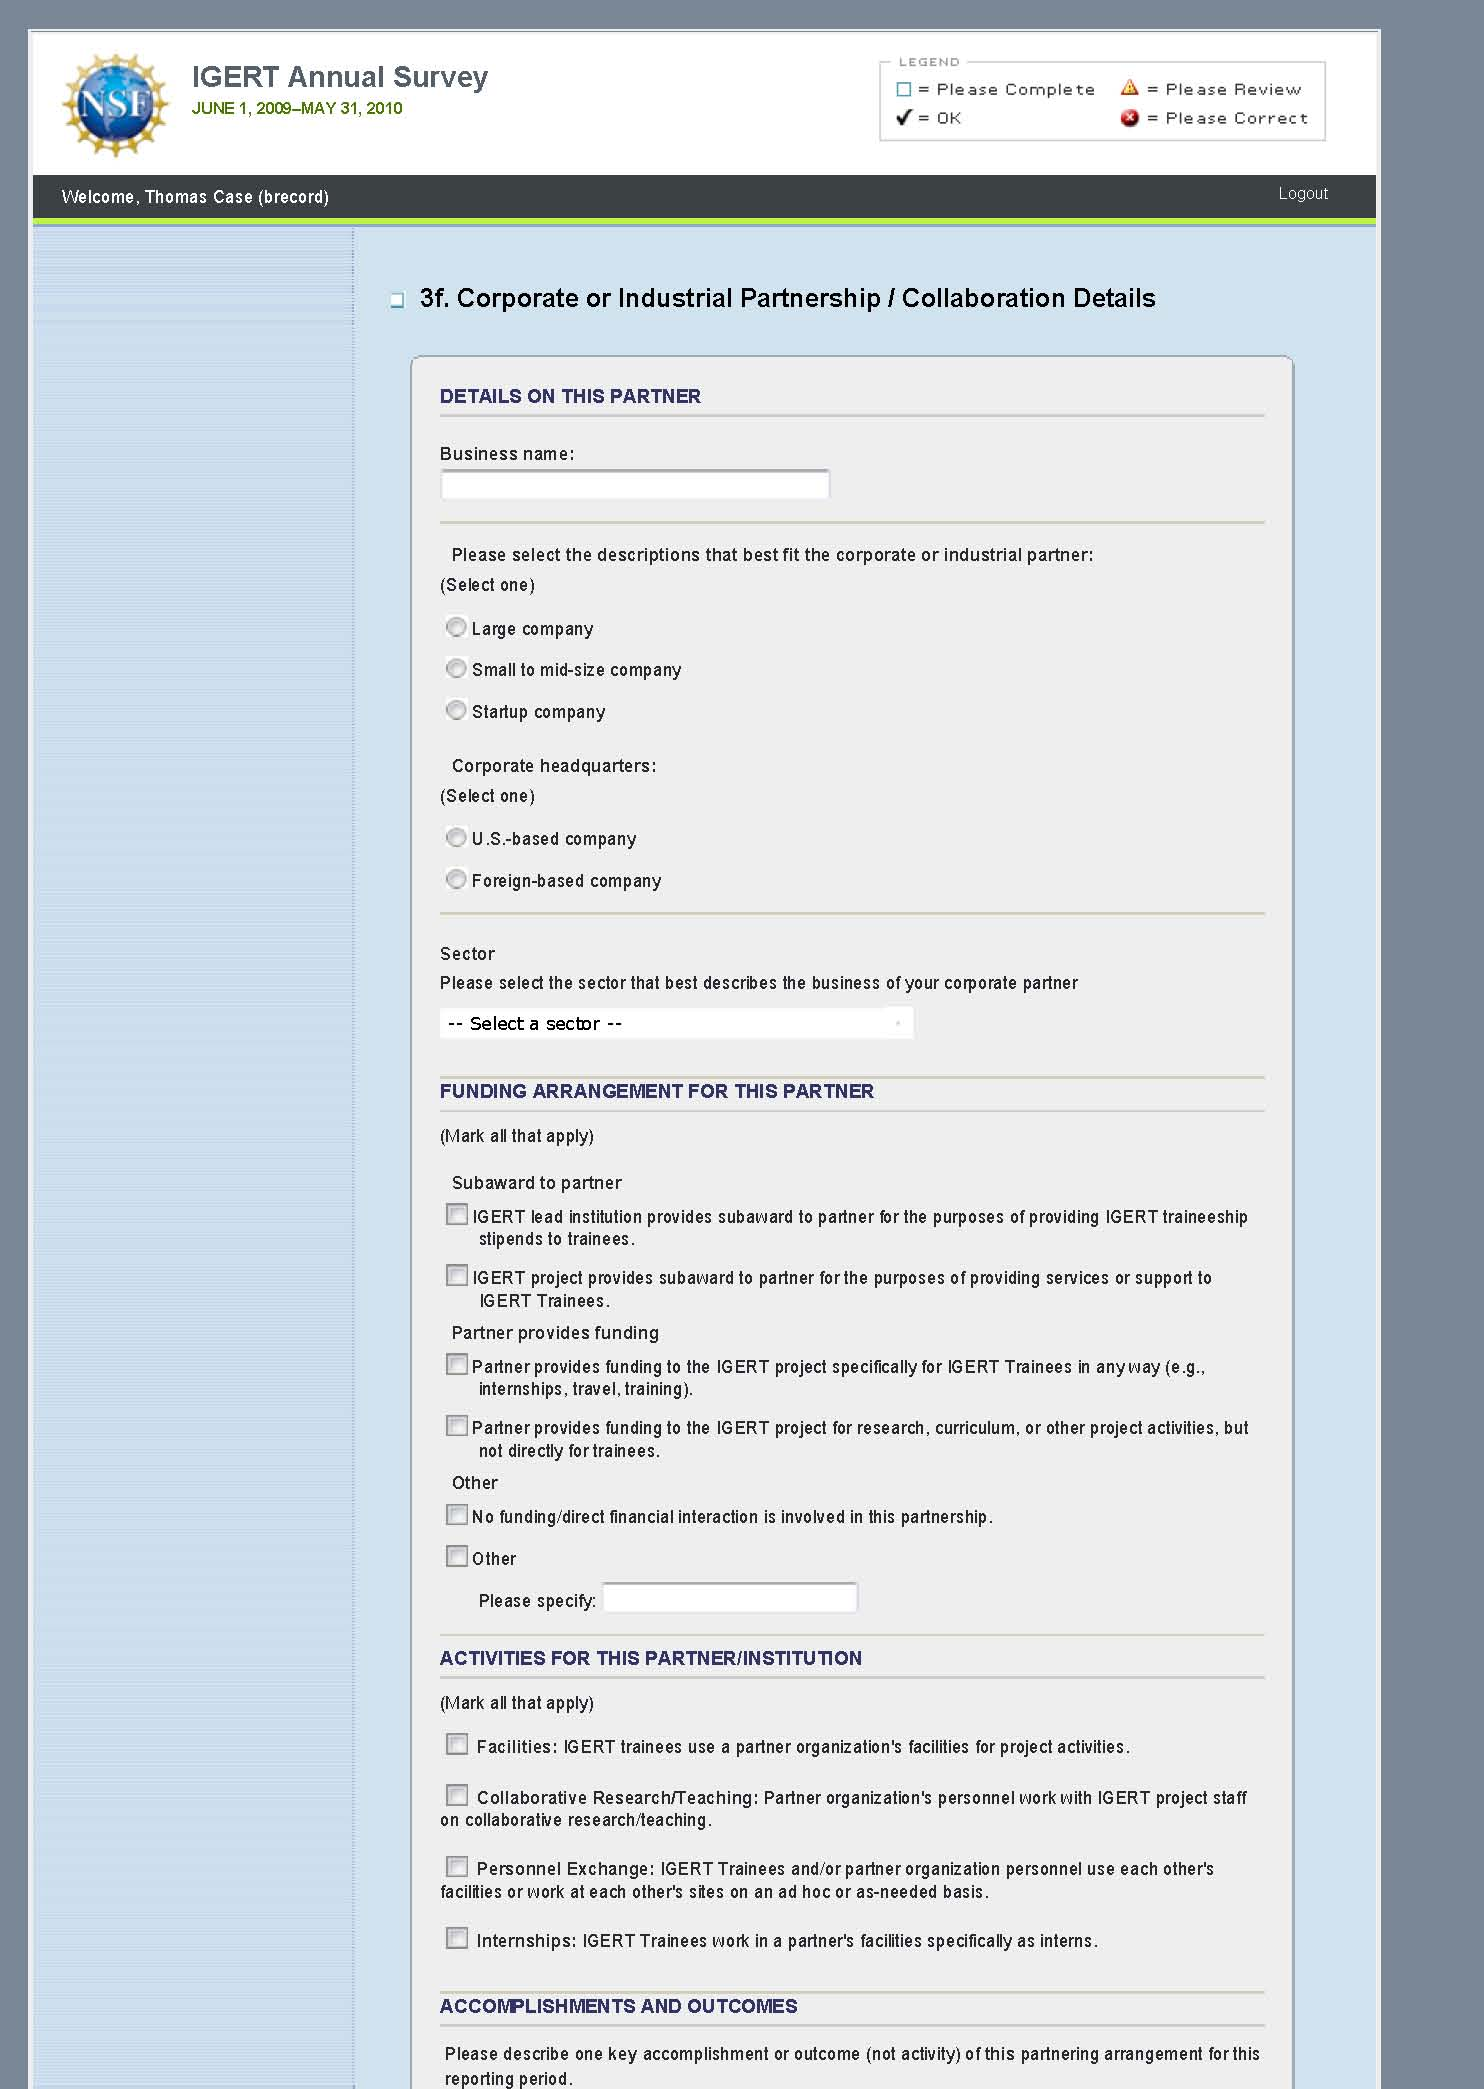 NSF
IGERT Annual Survey
JUNE 1, 2009–MAY 31, 2010
LEGEND
= Please Complete
= Please Review
= OK
= Please Correct
Welcome, Thomas Case (brecord)
Logout
3f. Corporate or Industrial Partnership / Collaboration Details
DETAILS ON THIS PARTNER
Business name:
Please select the descriptions that best fit the corporate or industrial partner:
(Select one)
Large company
Small to mid-size company
Startup company
Corporate headquarters:
(Select one)
U.S.-based company
Foreign-based company
Sector
Please select the sector that best describes the business of your corporate partner
-- Select a sector --
FUNDING ARRANGEMENT FOR THIS PARTNER
(Mark all that apply)
Subaward to partner
IGERT lead institution provides subaward to partner for the purposes of providing IGERT traineeship
stipends to trainees.
IGERT project provides subaward to partner for the purposes of providing services or support to
IGERT Trainees.
Partner provides funding
Partner provides funding to the IGERT project specifically for IGERT Trainees in any way (e.g.,
internships, travel, training).
Partner provides funding to the IGERT project for research, curriculum, or other project activities, but
not directly for trainees.
Other
No funding/direct financial interaction is involved in this partnership.
Other
Please specify:
ACTIVITIES FOR THIS PARTNER/INSTITUTION
(Mark all that apply)
Facilities: IGERT trainees use a partner organization's facilities for project activities.
Collaborative Research/Teaching: Partner organization's personnel work with IGERT project staff
on collaborative research/teaching.
Personnel Exchange: IGERT Trainees and/or partner organization personnel use each other's
facilities or work at each other's sites on an ad hoc or as-needed basis.
Internships: IGERT Trainees work in a partner's facilities specifically as interns.
ACCOMPLISHMENTS AND OUTCOMES
Please describe one key accomplishment or outcome (not activity) of this partnering arrangement for this
reporting period.